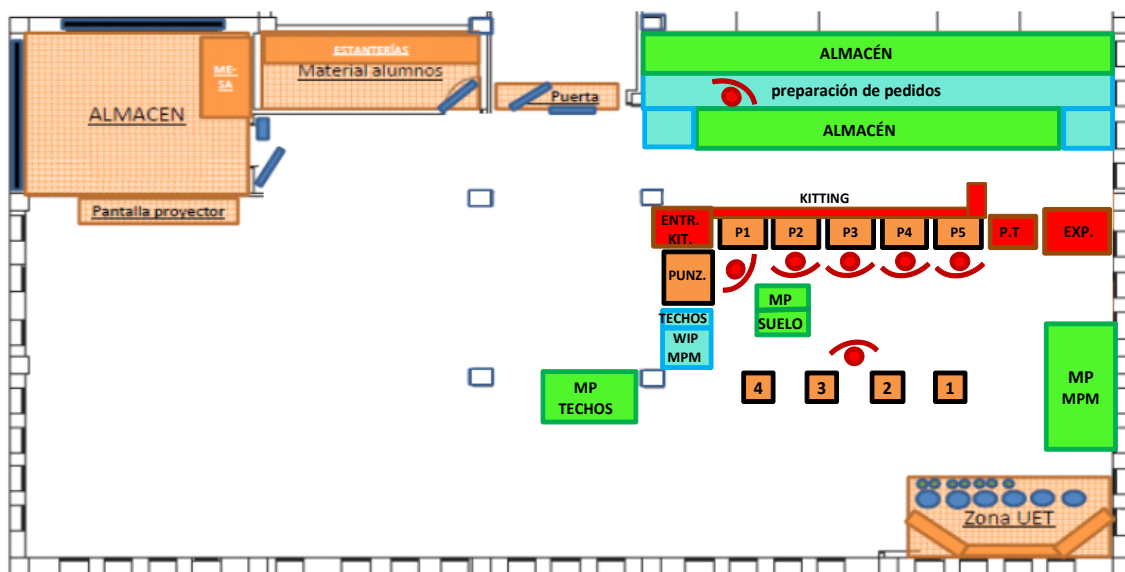 ESTANTERÍAS
ME-
SA
Material alumnos
ALMACEN
Puerta
Pantalla proyector
ALMACÉN
preparación de pedidos
ALMACÉN
KITTING
ENTR.
KIT.
P1
P2
P3
P4
P5
P.T
EXP.
PUNZ.
MP
SUELO
TECHOS
WIP
MPM
MP
TECHOS
4
3
2
1
MP
MPM
Zona UET